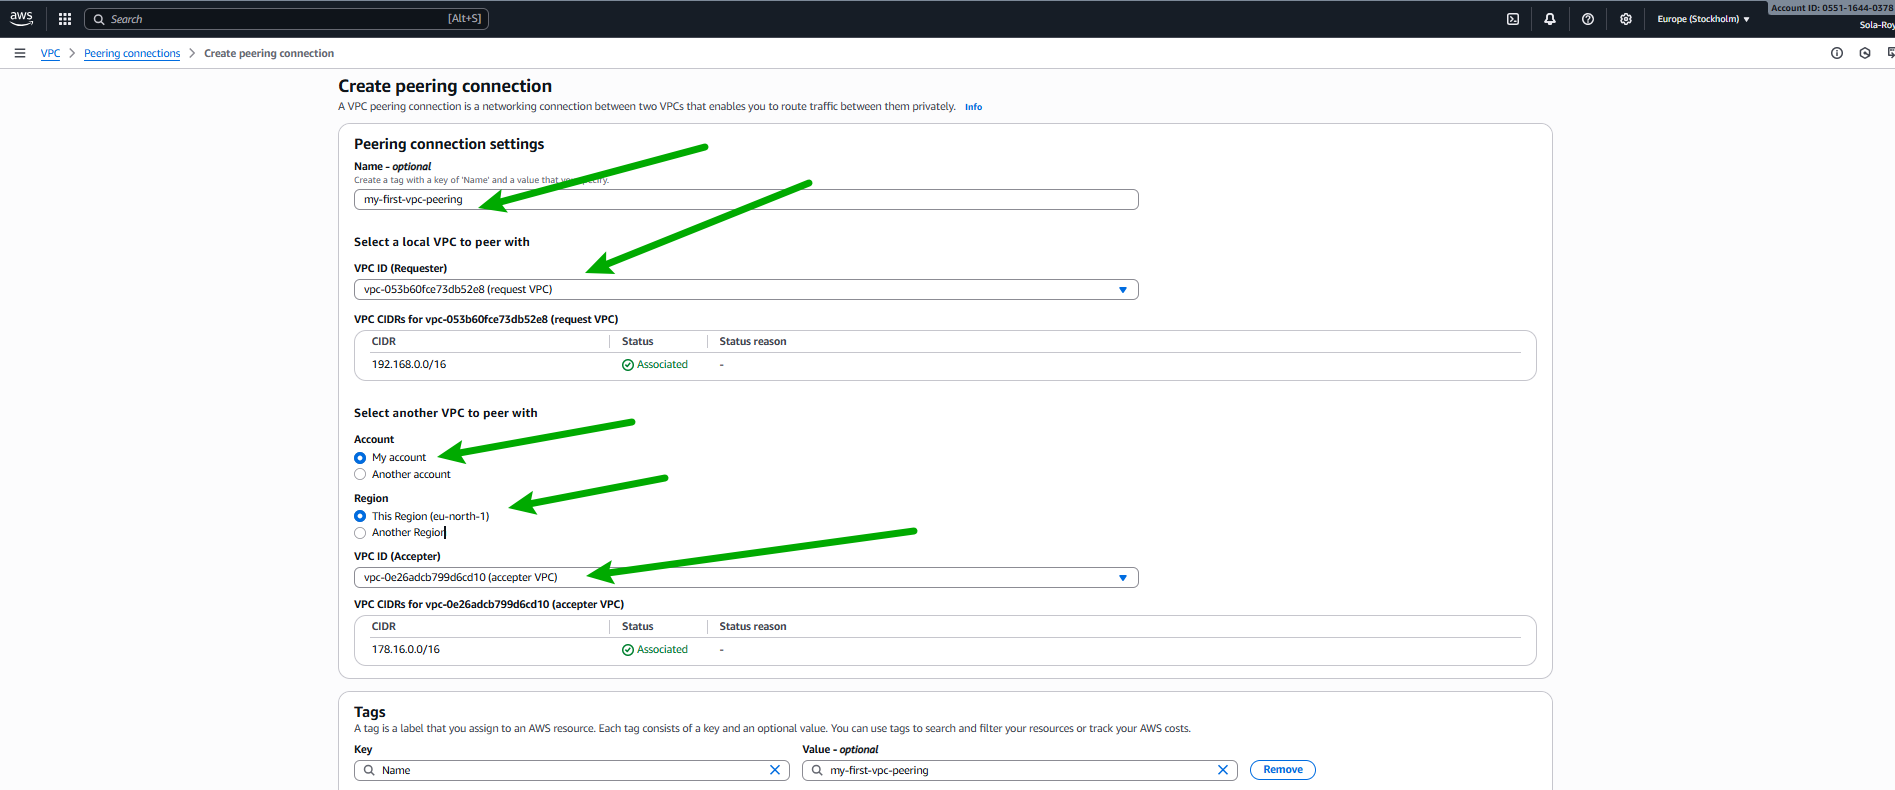 aws
Search [Alt+S]
Europe (Stockholm)
Account ID: 0551-1644-0378
Sola-Roy
VPC > Peering connections > Create peering connection
Create peering connection
A VPC peering connection is a networking connection between two VPCs that enables you to route traffic between them privately. Info
Peering connection settings
Name - optional
Create a tag with a key of 'Name' and a value that you specify.
my-first-vpc-peering
Select a local VPC to peer with
VPC ID (Requester)
vpc-053b60fce73db52e8 (request VPC)
VPC CIDRs for vpc-053b60fce73db52e8 (request VPC)
CIDR Status Status reason
192.168.0.0/16 Associated -
Select another VPC to peer with
Account
My account
Another account
Region
This Region (eu-north-1)
Another Region
VPC ID (Accepter)
vpc-0e26adcb799d6cd10 (accepter VPC)
VPC CIDRs for vpc-0e26adcb799d6cd10 (accepter VPC)
CIDR Status Status reason
178.16.0.0/16 Associated -
Tags
A tag is a label that you assign to an AWS resource. Each tag consists of a key and an optional value. You can use tags to search and filter your resources or track your AWS costs.
Key Value - optional
Name my-first-vpc-peering Remove